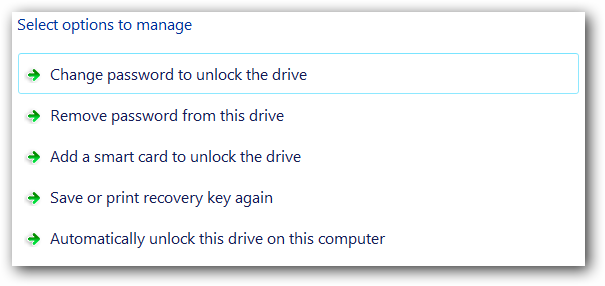 Select options to manage
Change password to unlock the drive
Remove password from this drive
Add a smart card to unlock the drive
Save or print recovery key again
Automatically unlock this drive on this computer